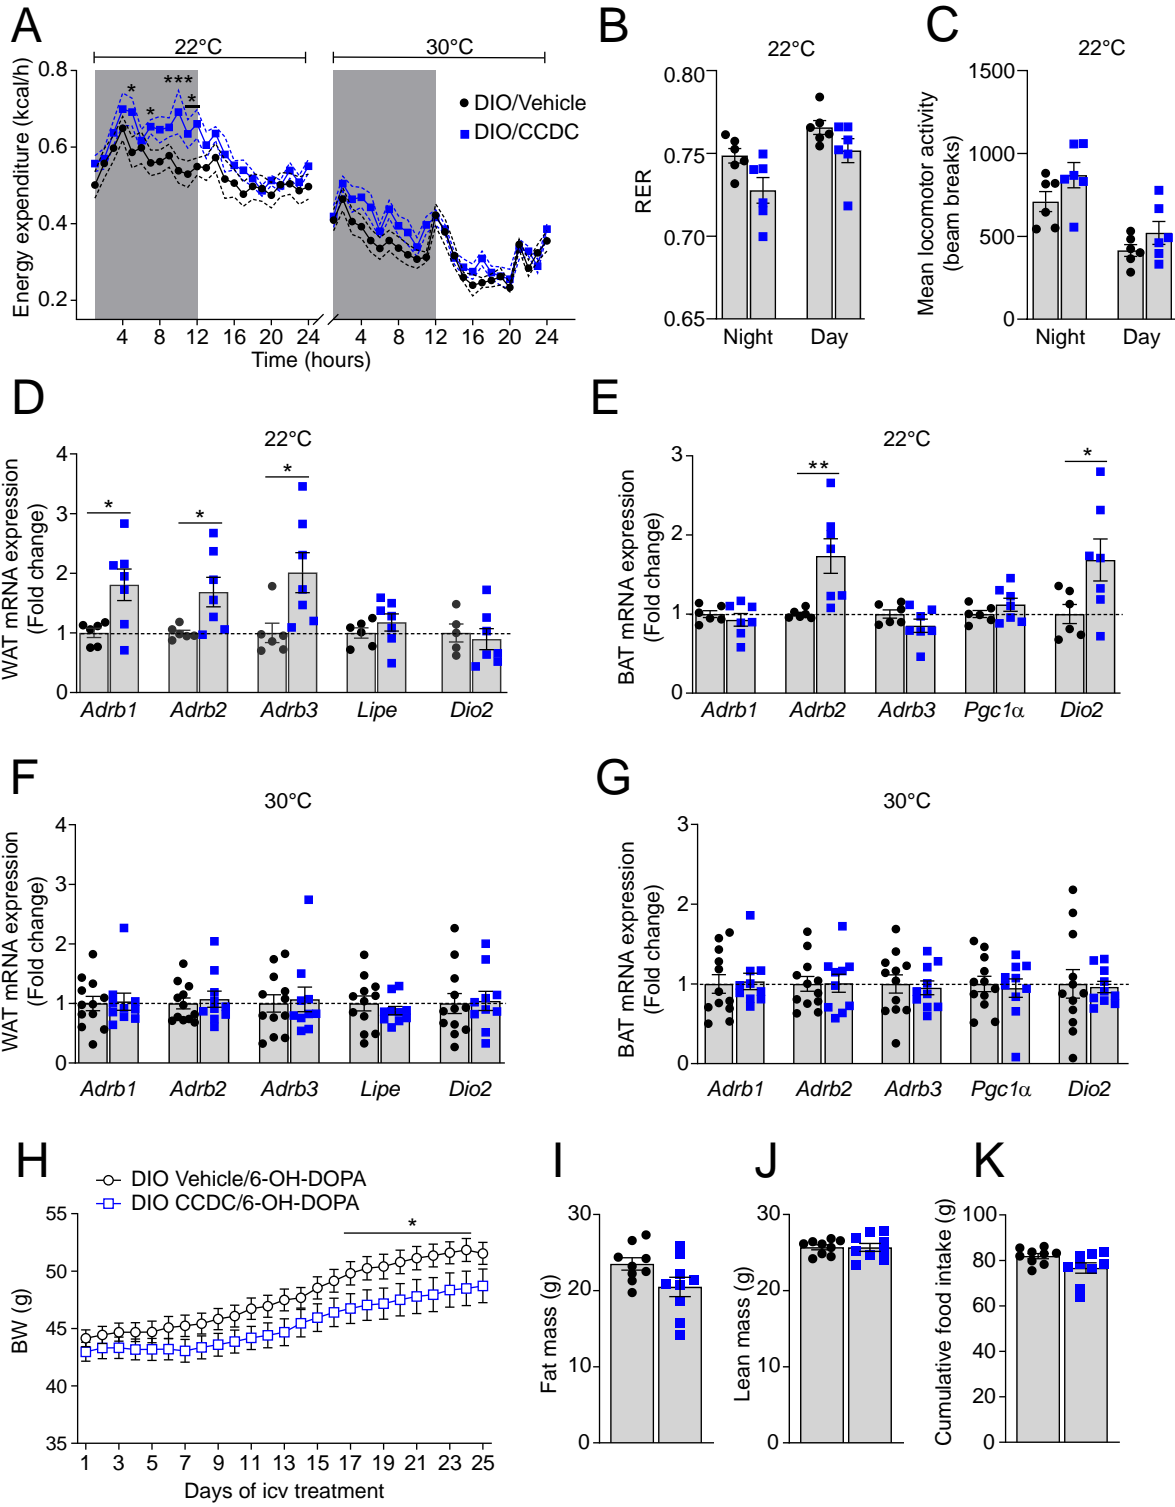 A
B
C
22°C
30°C
22°C
22°C
Energy expenditure (kcal/h)
0.8
0.6
0.4
0.2
*
*
***
*
DIO/Vehicle
DIO/CCDC
4 8 12 16 20 24 4 8 12 16 20 24
Time (hours)
RER
0.80
0.75
0.70
0.65
Night Day
Mean locomotor activity
(beam breaks)
1500
1000
500
0
Night Day
D
E
22°C
22°C
WAT mRNA expression
(Fold change)
4
3
2
1
0
* * *
Adrb1 Adrb2 Adrb3 Lipe Dio2
BAT mRNA expression
(Fold change)
3
2
1
0
** *
Adrb1 Adrb2 Adrb3 Pgc1α Dio2
F
G
30°C
30°C
WAT mRNA expression
(Fold change)
4
3
2
1
0
Adrb1 Adrb2 Adrb3 Lipe Dio2
BAT mRNA expression
(Fold change)
3
2
1
0
Adrb1 Adrb2 Adrb3 Pgc1α Dio2
H
I
J
K
DIO Vehicle/6-OH-DOPA
DIO CCDC/6-OH-DOPA
BW (g)
55
50
45
40
35
*
1 3 5 7 9 11 13 15 17 19 21 23 25
Days of icv treatment
Fat mass (g)
30
20
10
0
Lean mass (g)
30
20
10
0
Cumulative food intake (g)
100
80
60
40
20
0